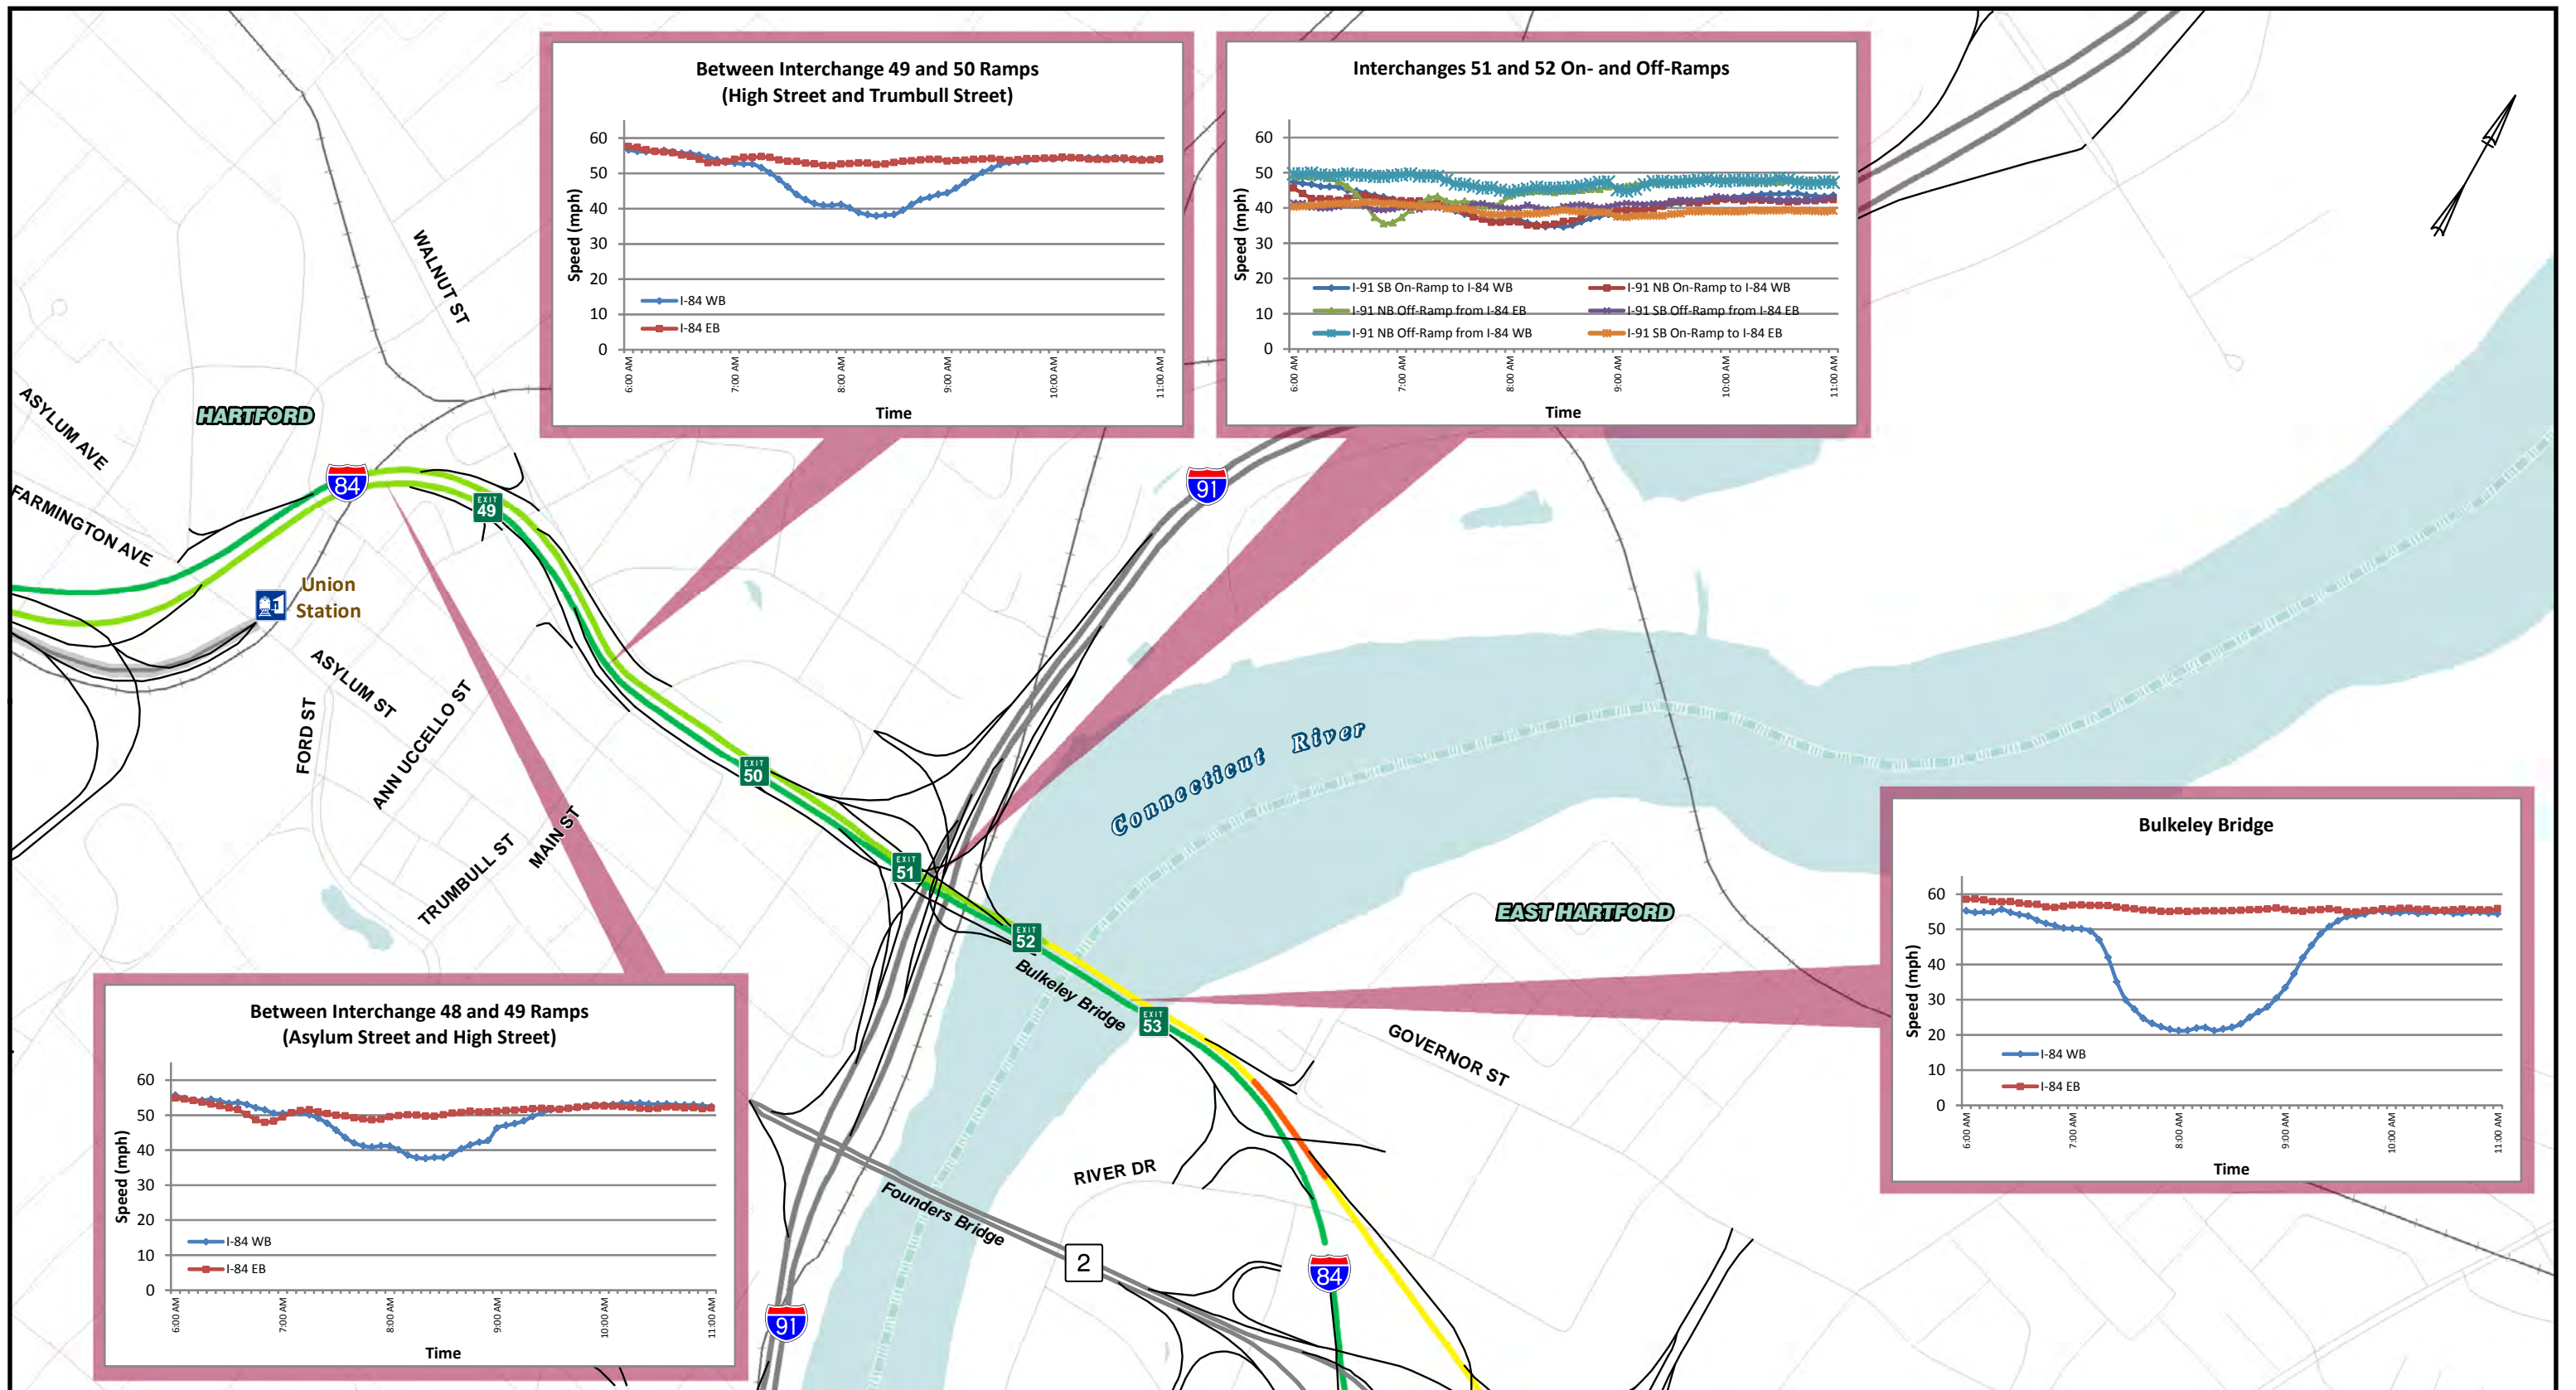 Between Interchange 49 and 50 Ramps
(High Street and Trumbull Street)
Speed (mph)
60
50
40
30
20
10
0
I-84 WB
I-84 EB
6:00 AM
7:00 AM
8:00 AM
9:00 AM
10:00 AM
11:00 AM
Time
Interchanges 51 and 52 On- and Off-Ramps
Speed (mph)
60
50
40
30
20
10
0
I-91 SB On-Ramp to I-84 WB
I-91 NB On-Ramp to I-84 WB
I-91 NB Off-Ramp from I-84 EB
I-91 SB Off-Ramp from I-84 EB
I-91 NB Off-Ramp from I-84 WB
I-91 SB On-Ramp to I-84 EB
6:00 AM
7:00 AM
8:00 AM
9:00 AM
10:00 AM
11:00 AM
Time
WALNUT ST
ASYLUM AVE
HARTFORD
FARMINGTON AVE
84
EXIT
49
91
Union
Station
ASYLUM ST
FORD ST
ANN UCCELLO ST
TRUMBULL ST
MAIN ST
EXIT
50
EXIT
51
EXIT
52
Connecticut River
Bulkeley Bridge
EXIT
53
EAST HARTFORD
GOVERNOR ST
RIVER DR
Founders Bridge
2
84
91
Bulkeley Bridge
Speed (mph)
60
50
40
30
20
10
0
I-84 WB
I-84 EB
6:00 AM
7:00 AM
8:00 AM
9:00 AM
10:00 AM
11:00 AM
Time
Between Interchange 48 and 49 Ramps
(Asylum Street and High Street)
Speed (mph)
60
50
40
30
20
10
0
I-84 WB
I-84 EB
6:00 AM
7:00 AM
8:00 AM
9:00 AM
10:00 AM
11:00 AM
Time